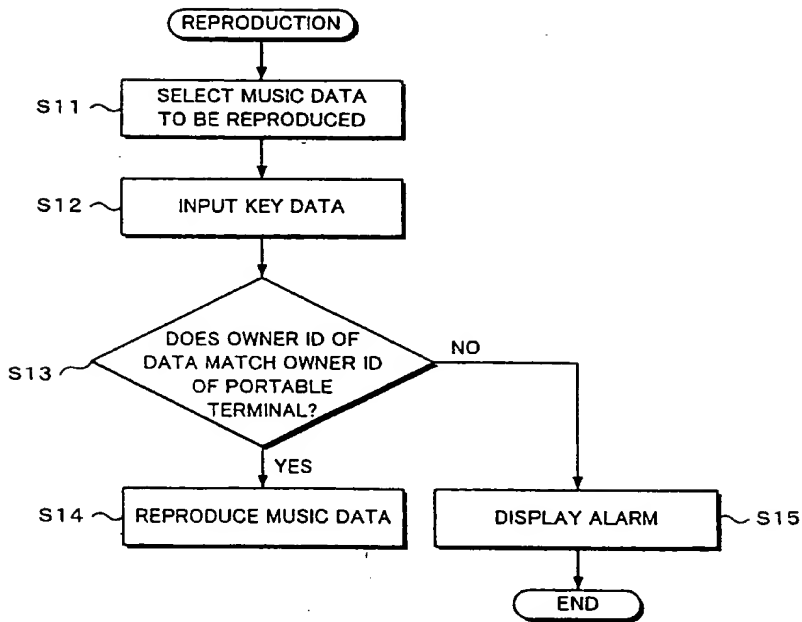 REPRODUCTION
S11
SELECT MUSIC DATA
TO BE REPRODUCED
S12
INPUT KEY DATA
S13
DOES OWNER ID OF
DATA MATCH OWNER ID
OF PORTABLE
TERMINAL?
NO
YES
S14
REPRODUCE MUSIC DATA
DISPLAY ALARM
S15
END